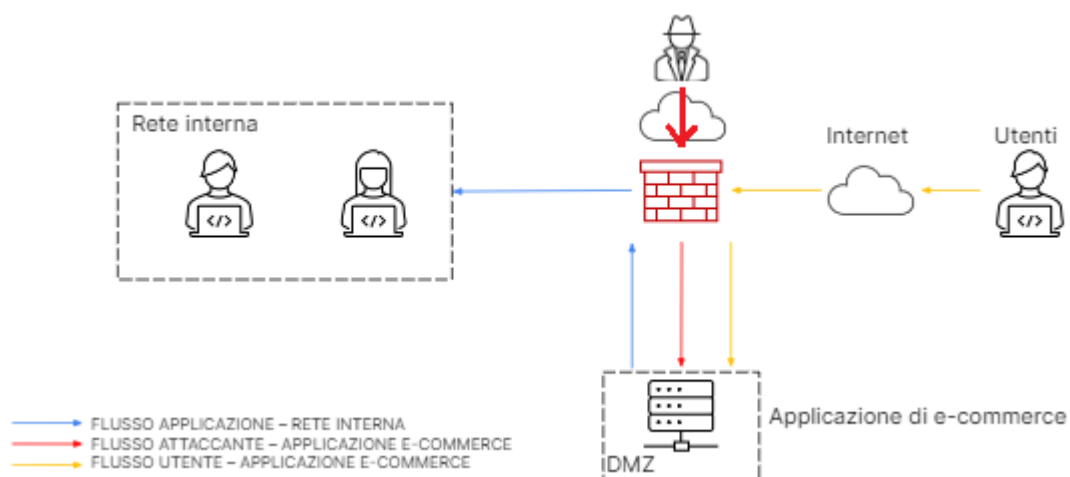 Rete interna
</>
</>
Internet
Utenti
</>
Applicazione di e-commerce
DMZ
FLUSSO APPLICAZIONE – RETE INTERNA
FLUSSO ATTACCANTE – APPLICAZIONE E-COMMERCE
FLUSSO UTENTE – APPLICAZIONE E-COMMERCE